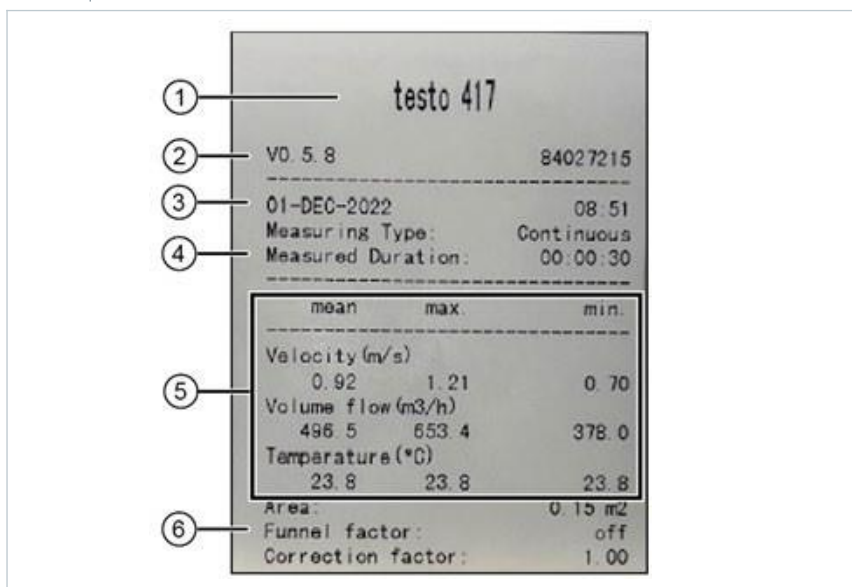 ① testo 417
② V0.5.8 84027215
③ 01-DEC-2022 08:51
Measuring Type: Continuous
④ Measured Duration: 00:00:30
mean max. min.
Velocity(m/s)
⑤ 0.92 1.21 0.70
Volume flow(m3/h)
496.5 653.4 378.0
Temperature(°C)
23.8 23.8 23.8
Area: 0.15 m2
⑥ Funnel factor: off
Correction factor: 1.00